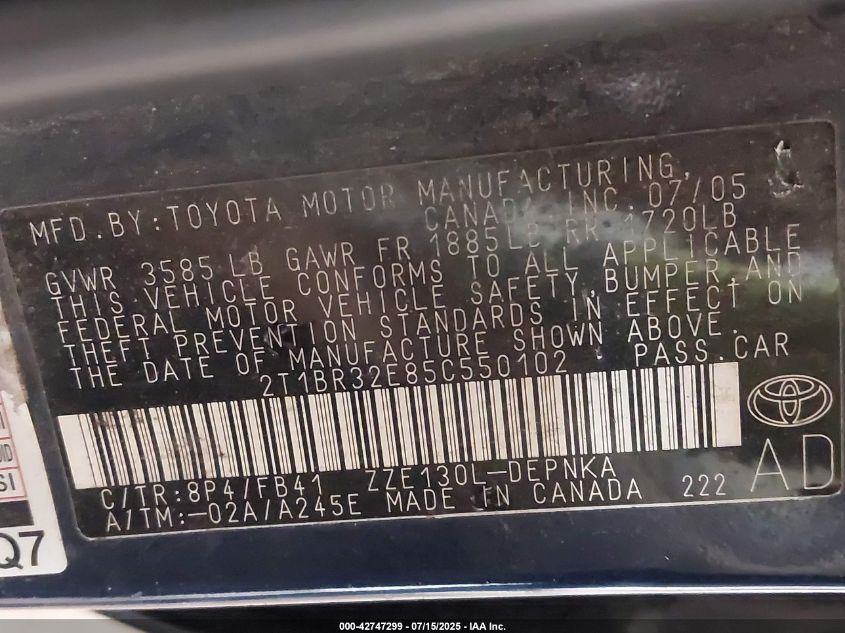 MFD.BY:TOYOTA MOTOR MANUFACTURING,
CANADA INC. 07/05
GVWR 3585 LB GAWR FR 1885LB RR 1720LB
THIS VEHICLE CONFORMS TO ALL APPLICABLE
FEDERAL MOTOR VEHICLE SAFETY,BUMPER,AND
THEFT PREVENTION STANDARDS IN EFFECT ON
THE DATE OF MANUFACTURE SHOWN ABOVE.
2T1BR32E85C550102 PASS.CAR
C/TR:8P4/FB41 ZZE130L-DEPNKA
A/TM:-02A/A245E MADE IN CANADA 222
AD
SI
Q7
000-42747299 - 07/15/2025 - IAA Inc.